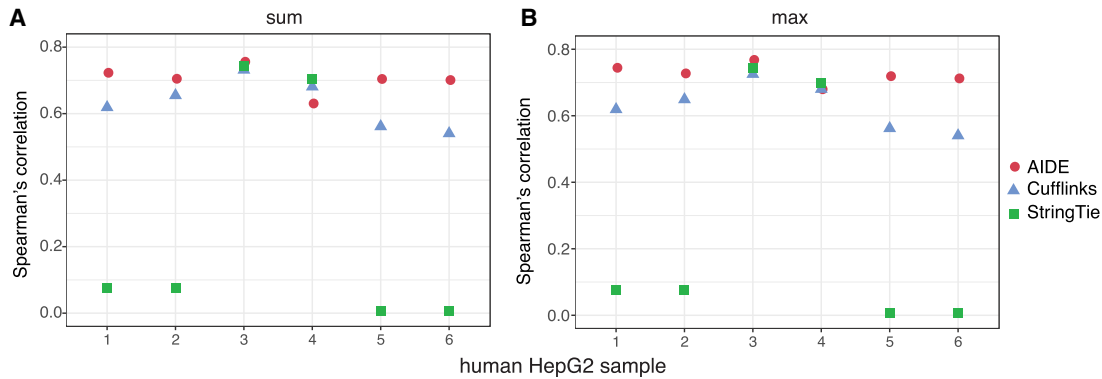 A
sum
Spearman's correlation
0.8
0.6
0.4
0.2
0.0
1 2 3 4 5 6
B
max
Spearman's correlation
0.8
0.6
0.4
0.2
0.0
1 2 3 4 5 6
human HepG2 sample
AIDE
Cufflinks
StringTie